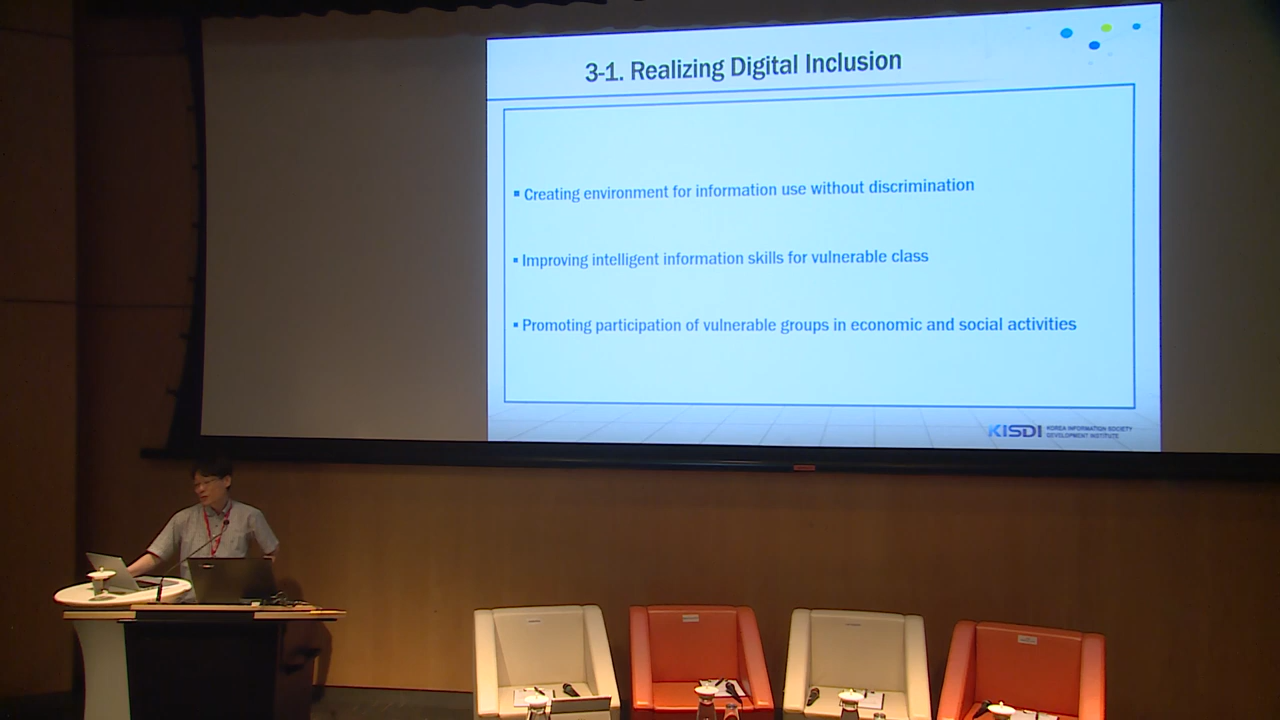 3-1. Realizing Digital Inclusion
▪ Creating environment for information use without discrimination
▪ Improving intelligent information skills for vulnerable class
▪ Promoting participation of vulnerable groups in economic and social activities
KISDI
KOREA INFORMATION SOCIETY
DEVELOPMENT INSTITUTE